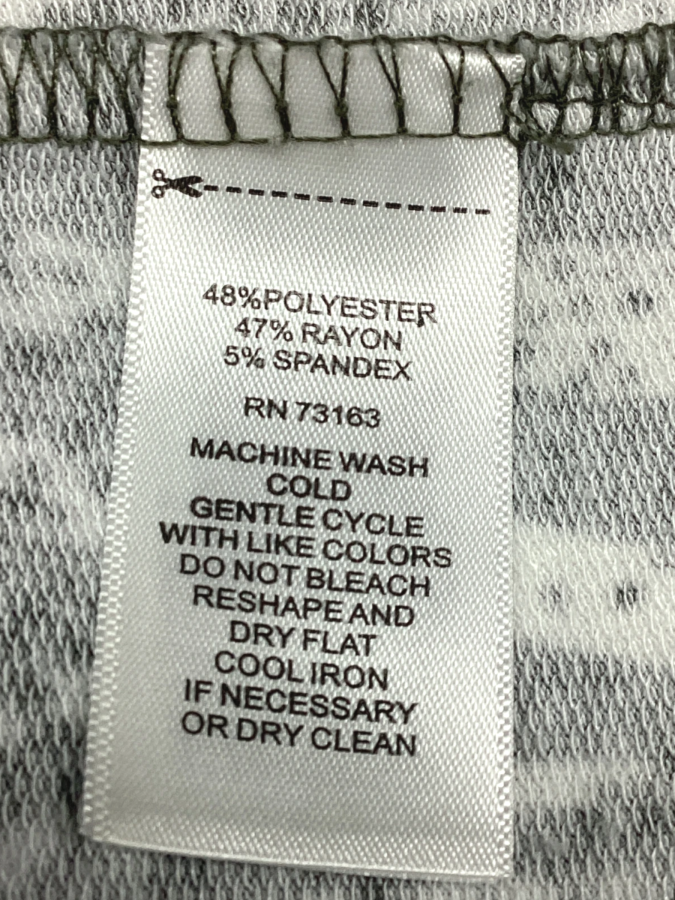 48%POLYESTER
47% RAYON
5% SPANDEX
RN 73163
MACHINE WASH
COLD
GENTLE CYCLE
WITH LIKE COLORS
DO NOT BLEACH
RESHAPE AND
DRY FLAT
COOL IRON
IF NECESSARY
OR DRY CLEAN